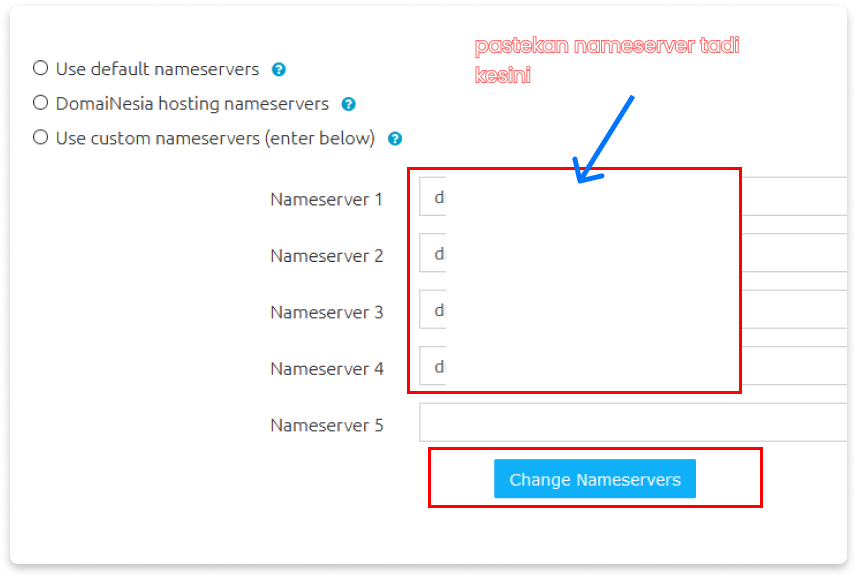 pastekan nameserver tadi
kesini
Use default nameservers ?
DomaiNesia hosting nameservers ?
Use custom nameservers (enter below) ?
Nameserver 1
Nameserver 2
Nameserver 3
Nameserver 4
Nameserver 5
Change Nameservers